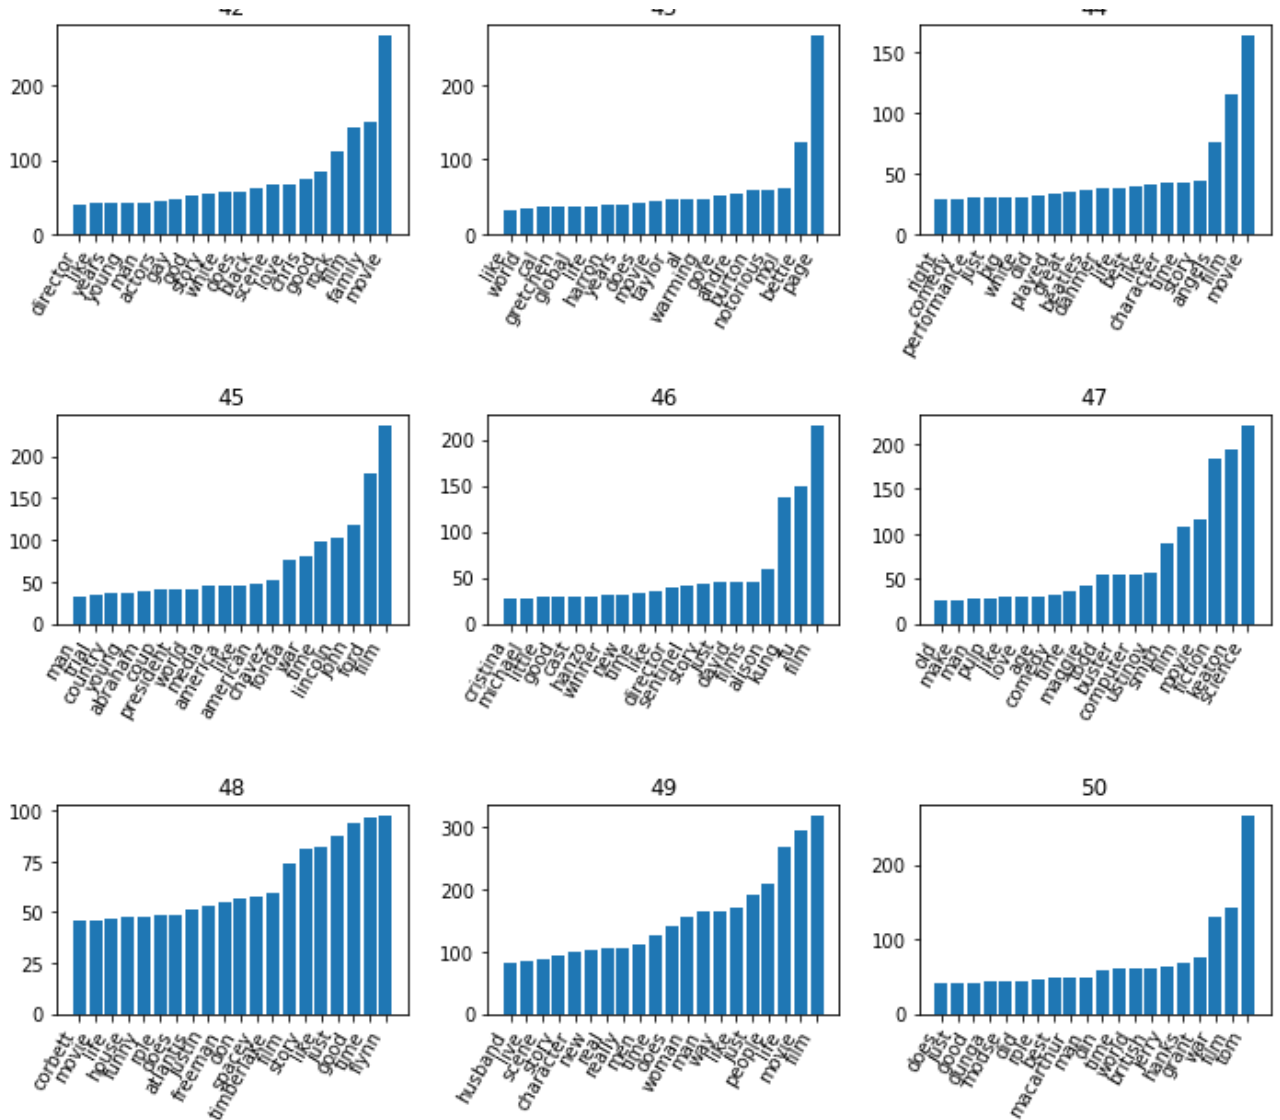 42
200
100
0
director
like
years
young
man
actors
gay
god
story
white
does
black
scene
love
chris
good
rock
film
family
movie
43
200
100
0
like
world
cal
gretchen
global
life
harron
years
does
movie
taylor
al
warming
gore
andre
burton
notorious
mol
bettie
page
44
150
100
50
0
right
comedy
performance
just
big
white
did
played
great
beatles
dahmer
life
best
like
character
time
story
angels
film
movie
45
200
150
100
50
0
man
trial
country
young
abraham
coup
president
world
media
america
like
american
chavez
fonda
war
time
lincoln
john
ford
film
46
200
150
100
50
0
cristina
michael
little
good
cast
hanzo
winner
new
time
like
director
sentinel
story
just
david
films
alison
kung
fu
film
47
200
150
100
50
0
old
make
man
pulp
like
love
age
comedy
time
maggie
todd
buster
computer
ustinov
smith
film
movie
fiction
keaton
science
48
100
75
50
25
0
corbett
movie
life
house
funny
role
does
atlantis
justin
freeman
don
spacey
timberlake
film
story
like
just
good
time
flynn
49
300
200
100
0
husband
live
scene
story
character
new
real
really
men
time
does
woman
man
way
like
just
people
life
movie
film
50
200
100
0
does
just
good
dunga
mouse
did
role
best
macarthur
man
din
time
world
british
jerry
hanks
grant
war
film
tom